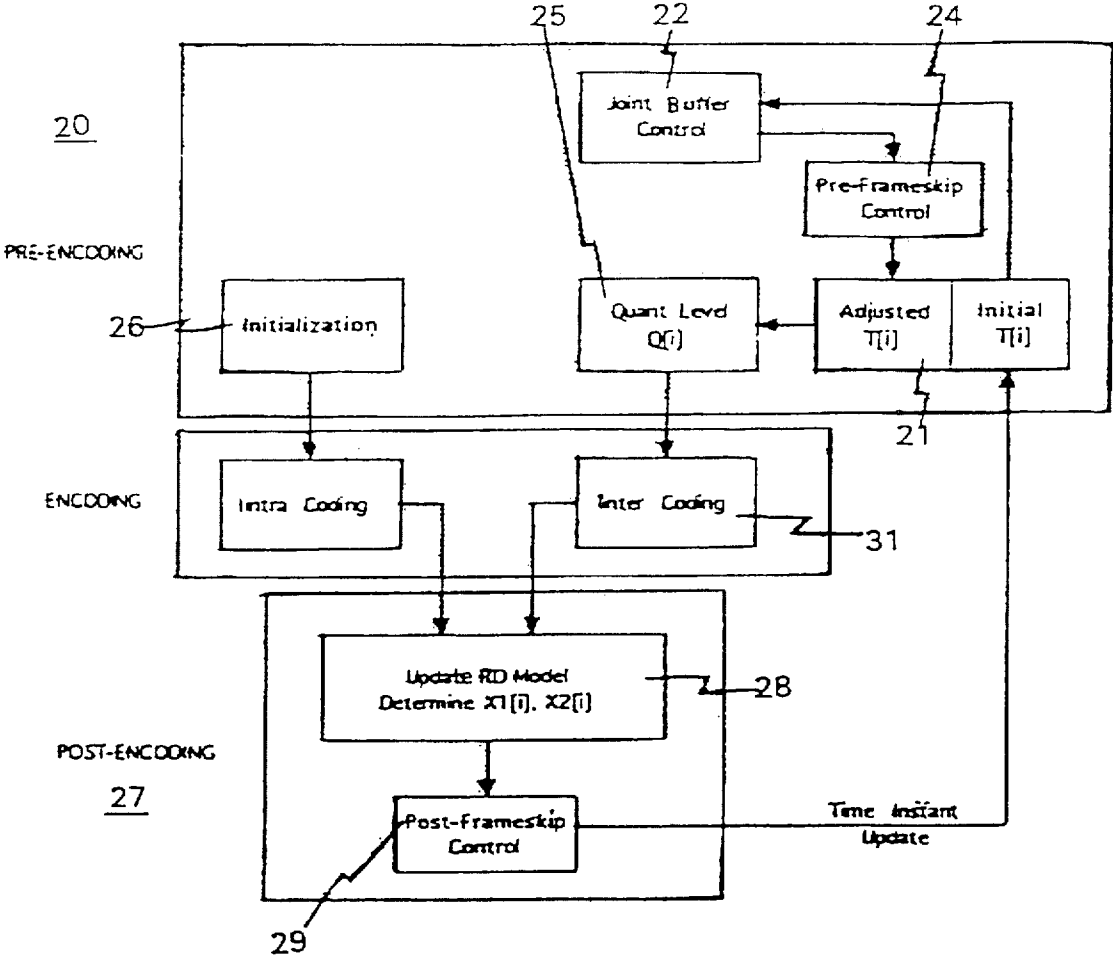 25
22
24
20
Joint Buffer
Control
Pre-Frameskip
Control
PRE-ENCODING
26
Initialization
Quant Level
Q[i]
Adjusted
T[i]
Initial
T[i]
21
ENCODING
Intra Coding
Inter Coding
31
Update RD Model
Determine X1[i], X2[i]
28
POST-ENCODING
27
Post-Frameskip
Control
Time Instant
Update
29